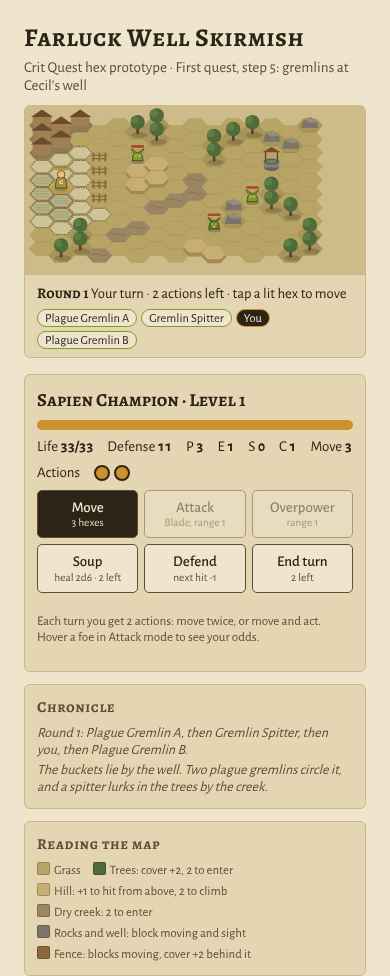 Farluck Well Skirmish
Crit Quest hex prototype · First quest, step 5: gremlins at
Cecil's well
Round 1 Your turn · 2 actions left · tap a lit hex to move
Plague Gremlin A Gremlin Spitter You
Plague Gremlin B
Sapien Champion · Level 1
Life 33/33 Defense 11 P 3 E 1 S 0 C 1 Move 3
Actions
Move Attack Overpower
3 hexes Blade, range 1 range 1
Soup Defend End turn
heal 2d6 · 2 left next hit -1 2 left
Each turn you get 2 actions: move twice, or move and act.
Hover a foe in Attack mode to see your odds.
Chronicle
Round 1: Plague Gremlin A, then Gremlin Spitter, then
you, then Plague Gremlin B.
The buckets lie by the well. Two plague gremlins circle it,
and a spitter lurks in the trees by the creek.
Reading the map
Grass Trees: cover +2, 2 to enter
Hill: +1 to hit from above, 2 to climb
Dry creek: 2 to enter
Rocks and well: block moving and sight
Fence: blocks moving, cover +2 behind it